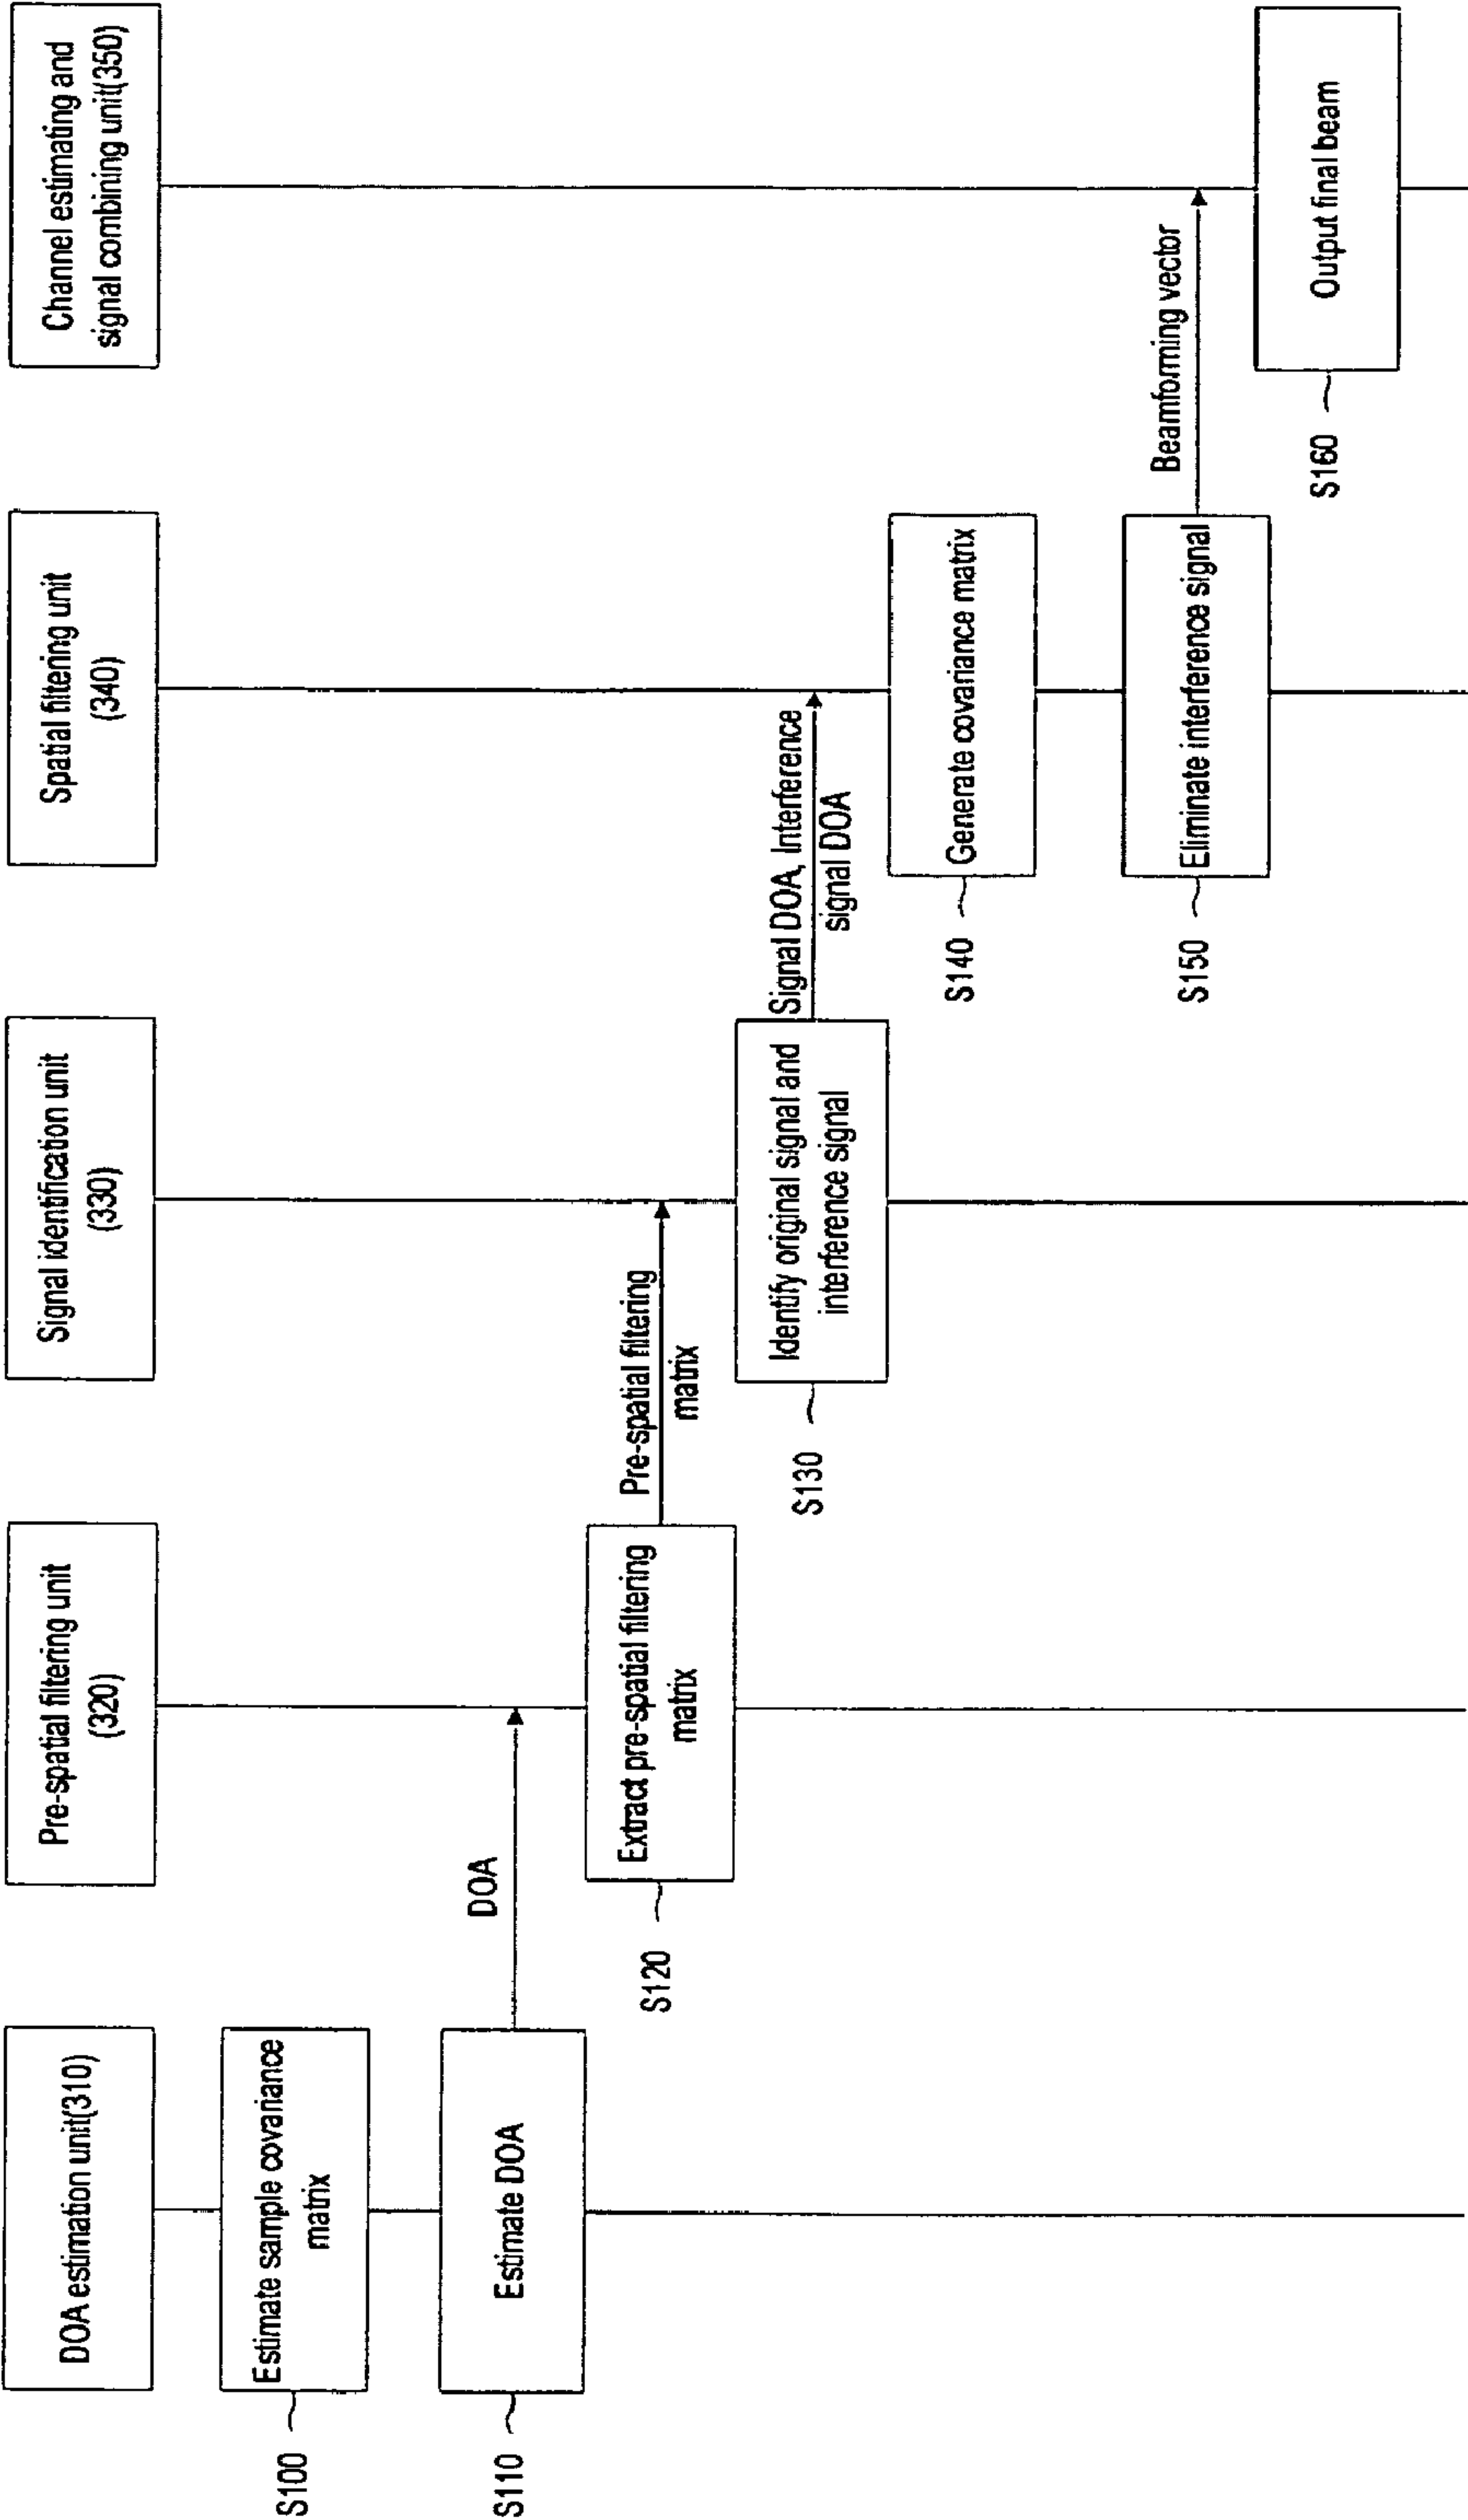 DOA estimation unit(310)
Pre-spatial filtering unit
(320)
Signal identification unit
(330)
Spatial filtering unit
(340)
Channel estimating and
signal combining unit(350)
S100
Estimate sample covariance
matrix
S110
Estimate DOA
DOA
S120
Extract pre-spatial filtering
matrix
Pre-spatial filtering
matrix
S130
Identify original signal and
interference signal
Signal DOA, Interference
signal DOA
S140
Generate covariance matrix
S150
Eliminate interference signal
Beamforming vector
S160
Output final beam